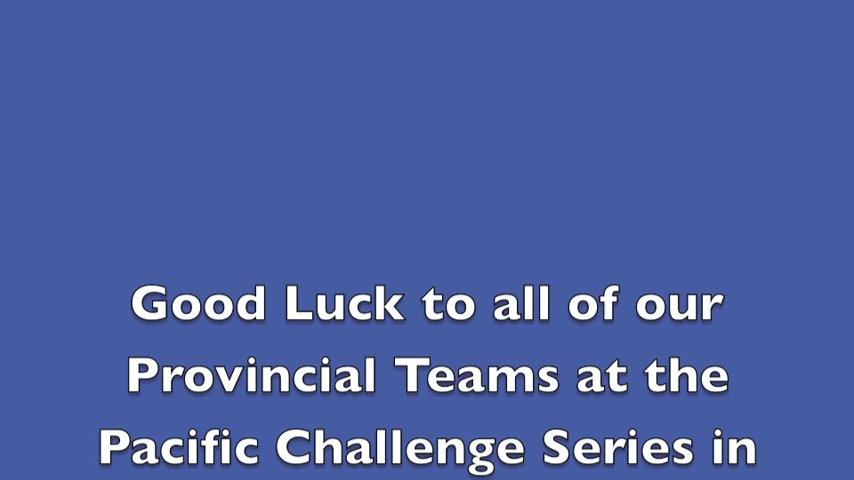 Good Luck to all of our
Provincial Teams at the
Pacific Challenge Series in